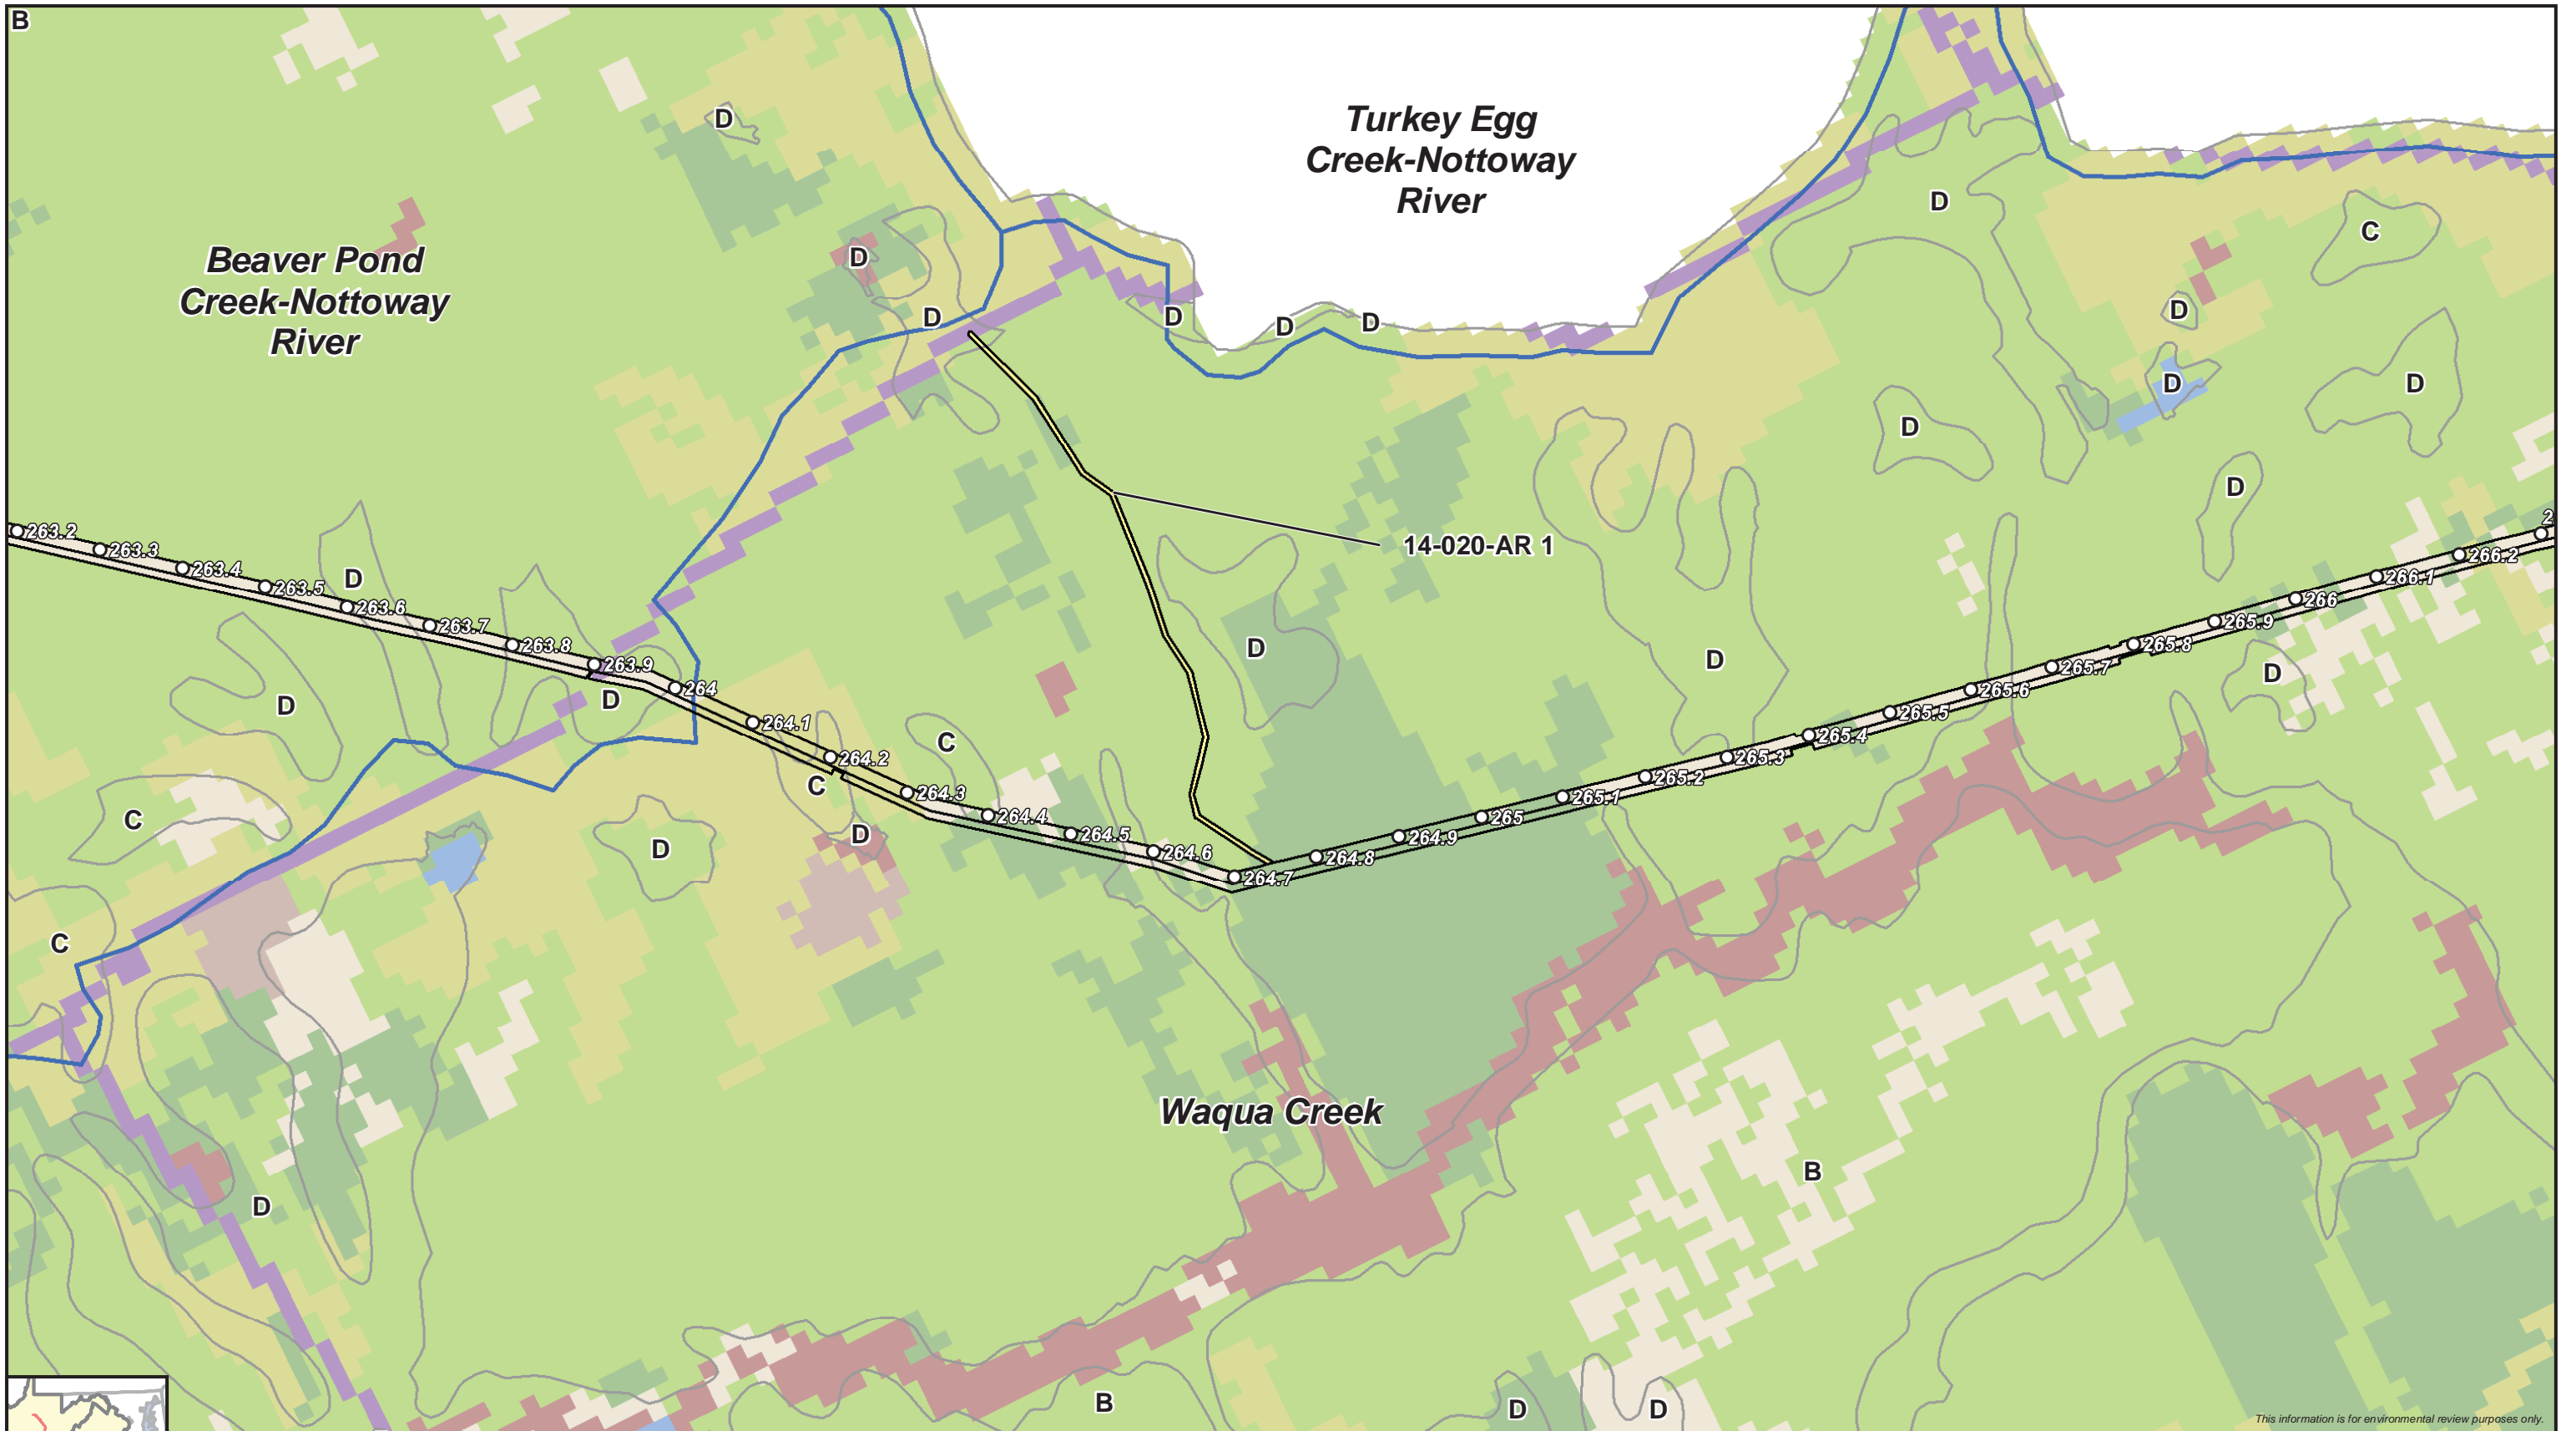 B
D
Turkey Egg
Creek-Nottoway
River
D
C
Beaver Pond
Creek-Nottoway
River
D
D
D
D
D
D
D
D
D
D
14-020-AR 1
263.2
263.3
263.4
263.5
263.6
263.7
263.8
263.9
264
264.1
264.2
264.3
264.4
264.5
264.6
264.7
264.8
264.9
265
265.1
265.2
265.3
265.4
265.5
265.6
265.7
265.8
265.9
266
266.1
266.2
2
D
D
D
D
D
D
C
C
C
D
D
C
Waqua Creek
B
D
B
D
D
This information is for environmental review purposes only.